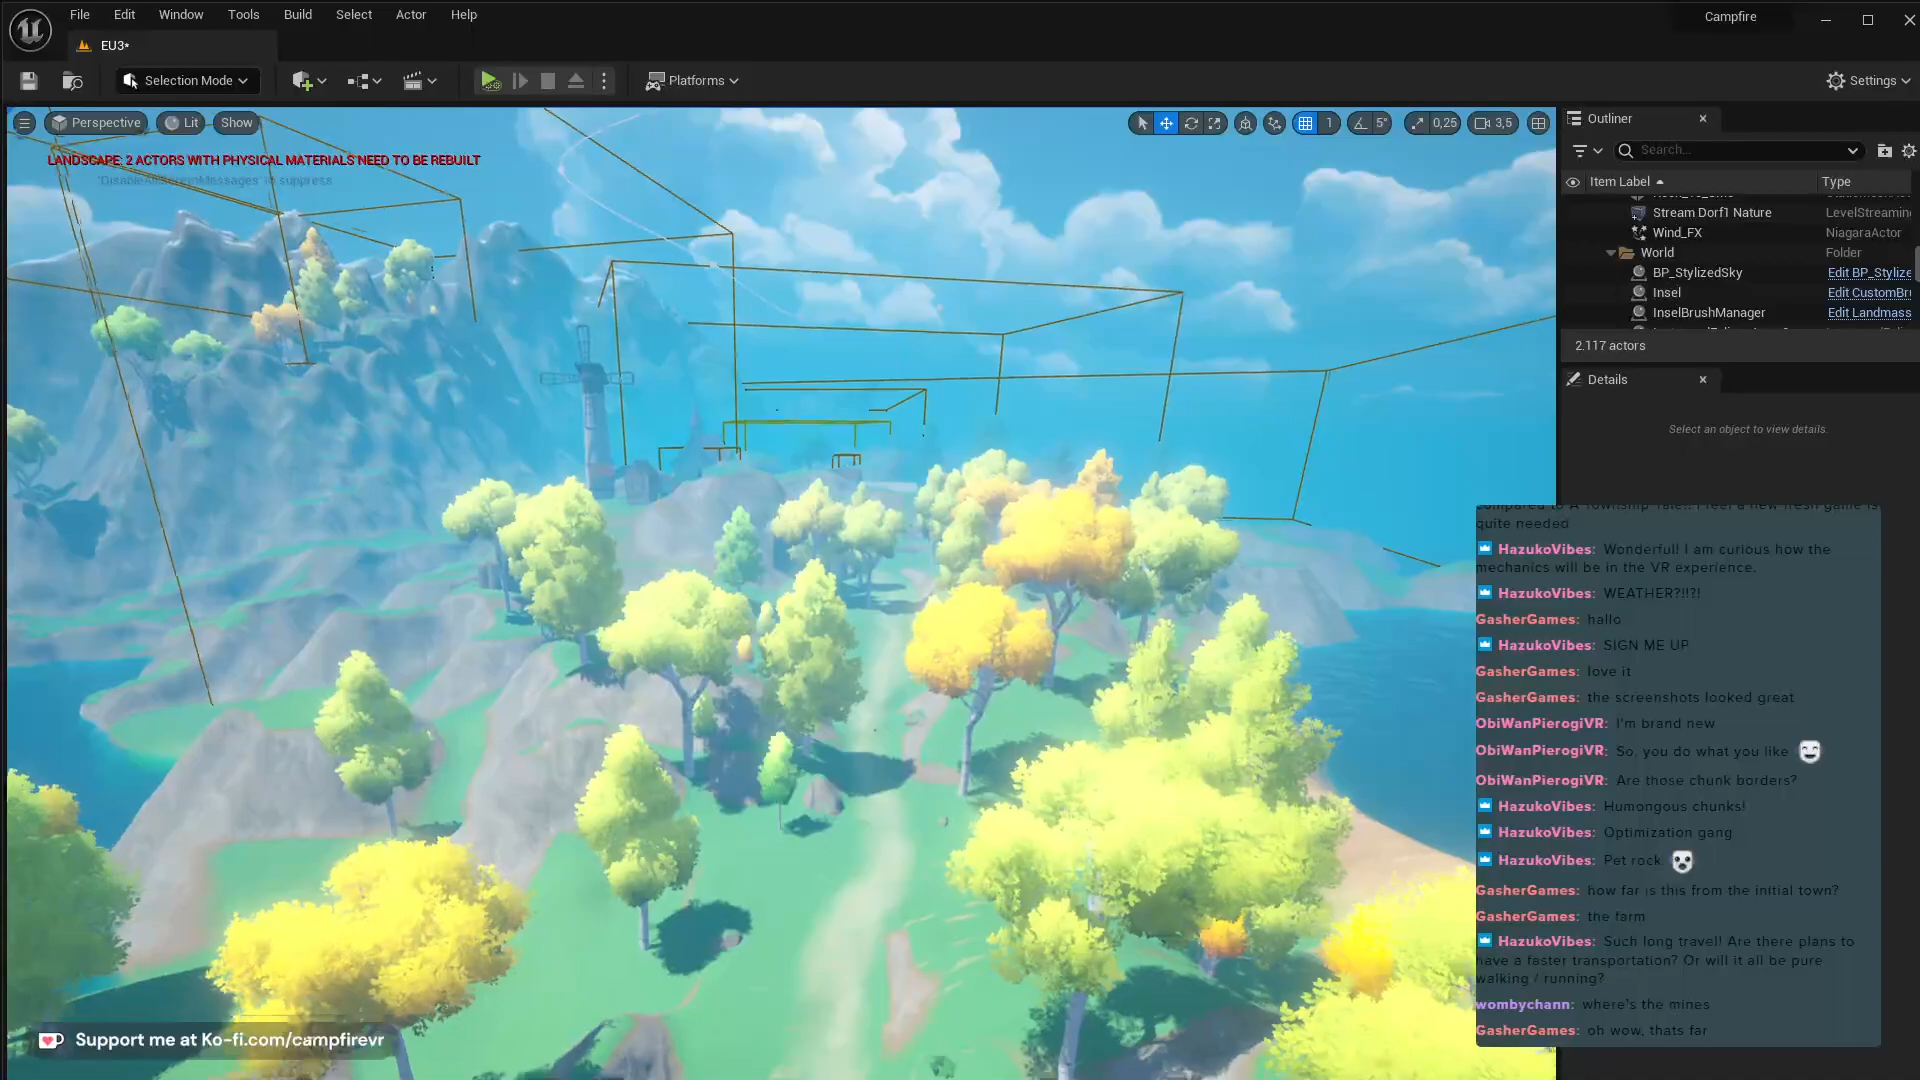 File Edit Window Tools Build Select Actor Help
Campfire
EU3*
Selection Mode
Platforms
Settings
Perspective Lit Show
1 5° 0,25 3,5
LANDSCAPE: 2 ACTORS WITH PHYSICAL MATERIALS NEED TO BE REBUILT
to suppress
Outliner
Search...
Item Label Type
Stream Dorf1 Nature LevelStreaming
Wind_FX NiagaraActor
World Folder
BP_StylizedSky Edit BP_Stylize
Insel Edit CustomBr
InselBrushManager Edit Landmass
2.117 actors
Details
Select an object to view details.
quite needed
HazukoVibes: Wonderful! I am curious how the
mechanics will be in the VR experience.
HazukoVibes: WEATHER?!!?!
GasherGames: hallo
HazukoVibes: SIGN ME UP
GasherGames: love it
GasherGames: the screenshots looked great
ObiWanPierogiVR: I'm brand new
ObiWanPierogiVR: So, you do what you like
ObiWanPierogiVR: Are those chunk borders?
HazukoVibes: Humongous chunks!
HazukoVibes: Optimization gang
HazukoVibes: Pet rock
GasherGames: how far is this from the initial town?
GasherGames: the farm
HazukoVibes: Such long travel! Are there plans to
have a faster transportation? Or will it all be pure
walking / running?
wombychann: where's the mines
GasherGames: oh wow, thats far
Support me at Ko-fi.com/campfirevr